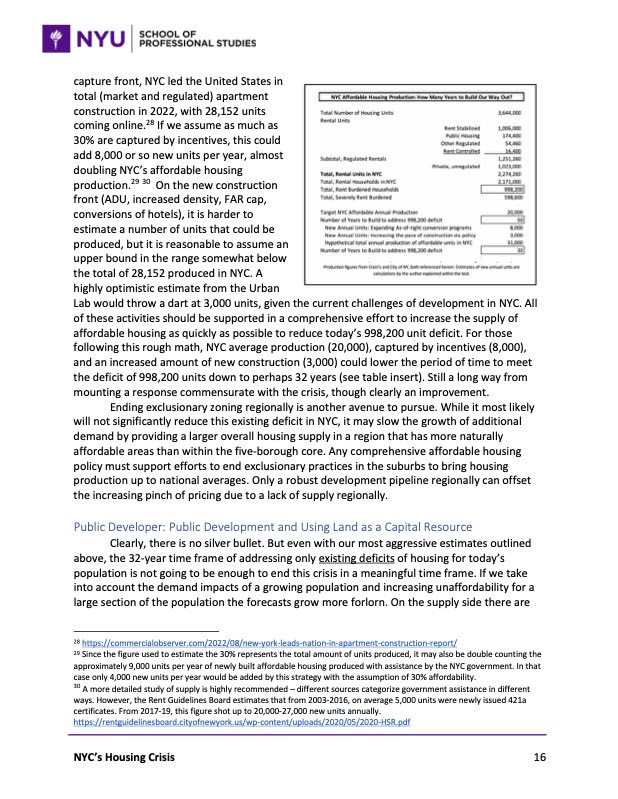 NYU
SCHOOL OF
PROFESSIONAL STUDIES
capture front, NYC led the United States in
total (market and regulated) apartment
construction in 2022, with 28,152 units
coming online.28 If we assume as much as
30% are captured by incentives, this could
add 8,000 or so new units per year, almost
doubling NYC's affordable housing
production.29 30 On the new construction
front (ADU, increased density, FAR cap,
conversions of hotels), it is harder to
estimate a number of units that could be
produced, but it is reasonable to assume an
upper bound in the range somewhat below
the total of 28,152 produced in NYC. A
highly optimistic estimate from the Urban
NYC Affordable Housing Production: How Many Years to Build Our Way Out?
Total Number of Housing Units 3,644,000
Rental Units
Rent Stabilized 1,006,000
Public Housing 174,400
Other Regulated 54,460
Rent Controlled 16,400
Subtotal, Regulated Rentals 1,251,260
Private, unregulated 1,023,000
Total, Rental Units in NYC 2,274,260
Total, Rental Households in NYC 2,171,000
Total, Rent Burdened Households 998,200
Total, Severely Rent Burdened 598,600
Target NYC Affordable Annual Production 20,000
Number of Years to Build to address 998,200 deficit 50
New Annual Units: Expanding As-of-right conversion programs 8,000
New Annual Units: Increasing the pace of construction via policy 3,000
Hypothetical total annual production of affordable units in NYC 31,000
Number of Years to Build to address 998,200 deficit 32
Production figures from Crain's and City of NY, both referenced herein. Estimates of new annual units are
calculations by the author explained within the text.
Lab would throw a dart at 3,000 units, given the current challenges of development in NYC. All
of these activities should be supported in a comprehensive effort to increase the supply of
affordable housing as quickly as possible to reduce today's 998,200 unit deficit. For those
following this rough math, NYC average production (20,000), captured by incentives (8,000),
and an increased amount of new construction (3,000) could lower the period of time to meet
the deficit of 998,200 units down to perhaps 32 years (see table insert). Still a long way from
mounting a response commensurate with the crisis, though clearly an improvement.
Ending exclusionary zoning regionally is another avenue to pursue. While it most likely
will not significantly reduce this existing deficit in NYC, it may slow the growth of additional
demand by providing a larger overall housing supply in a region that has more naturally
affordable areas than within the five-borough core. Any comprehensive affordable housing
policy must support efforts to end exclusionary practices in the suburbs to bring housing
production up to national averages. Only a robust development pipeline regionally can offset
the increasing pinch of pricing due to a lack of supply regionally.
Public Developer: Public Development and Using Land as a Capital Resource
Clearly, there is no silver bullet. But even with our most aggressive estimates outlined
above, the 32-year time frame of addressing only existing deficits of housing for today's
population is not going to be enough to end this crisis in a meaningful time frame. If we take
into account the demand impacts of a growing population and increasing unaffordability for a
large section of the population the forecasts grow more forlorn. On the supply side there are
28 https://commercialobserver.com/2022/08/new-york-leads-nation-in-apartment-construction-report/
29 Since the figure used to estimate the 30% represents the total amount of units produced, it may also be double counting the
approximately 9,000 units per year of newly built affordable housing produced with assistance by the NYC government. In that
case only 4,000 new units per year would be added by this strategy with the assumption of 30% affordability.
30 A more detailed study of supply is highly recommended – different sources categorize government assistance in different
ways. However, the Rent Guidelines Board estimates that from 2003-2016, on average 5,000 units were newly issued 421a
certificates. From 2017-19, this figure shot up to 20,000-27,000 new units annually.
https://rentguidelinesboard.cityofnewyork.us/wp-content/uploads/2020/05/2020-HSR.pdf
NYC's Housing Crisis 16